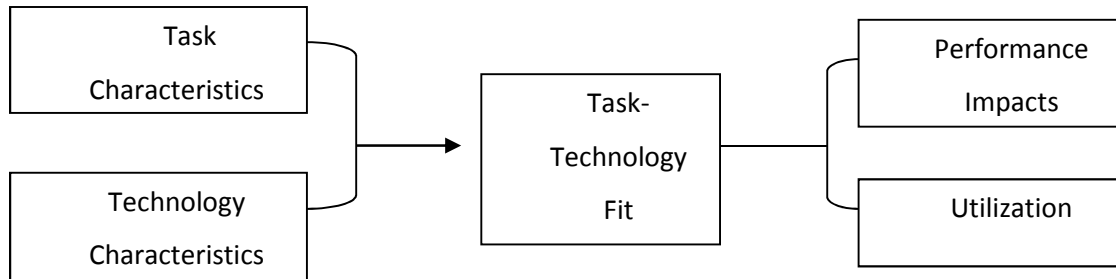 Task
Characteristics
Technology
Characteristics
Task-
Technology
Fit
Performance
Impacts
Utilization